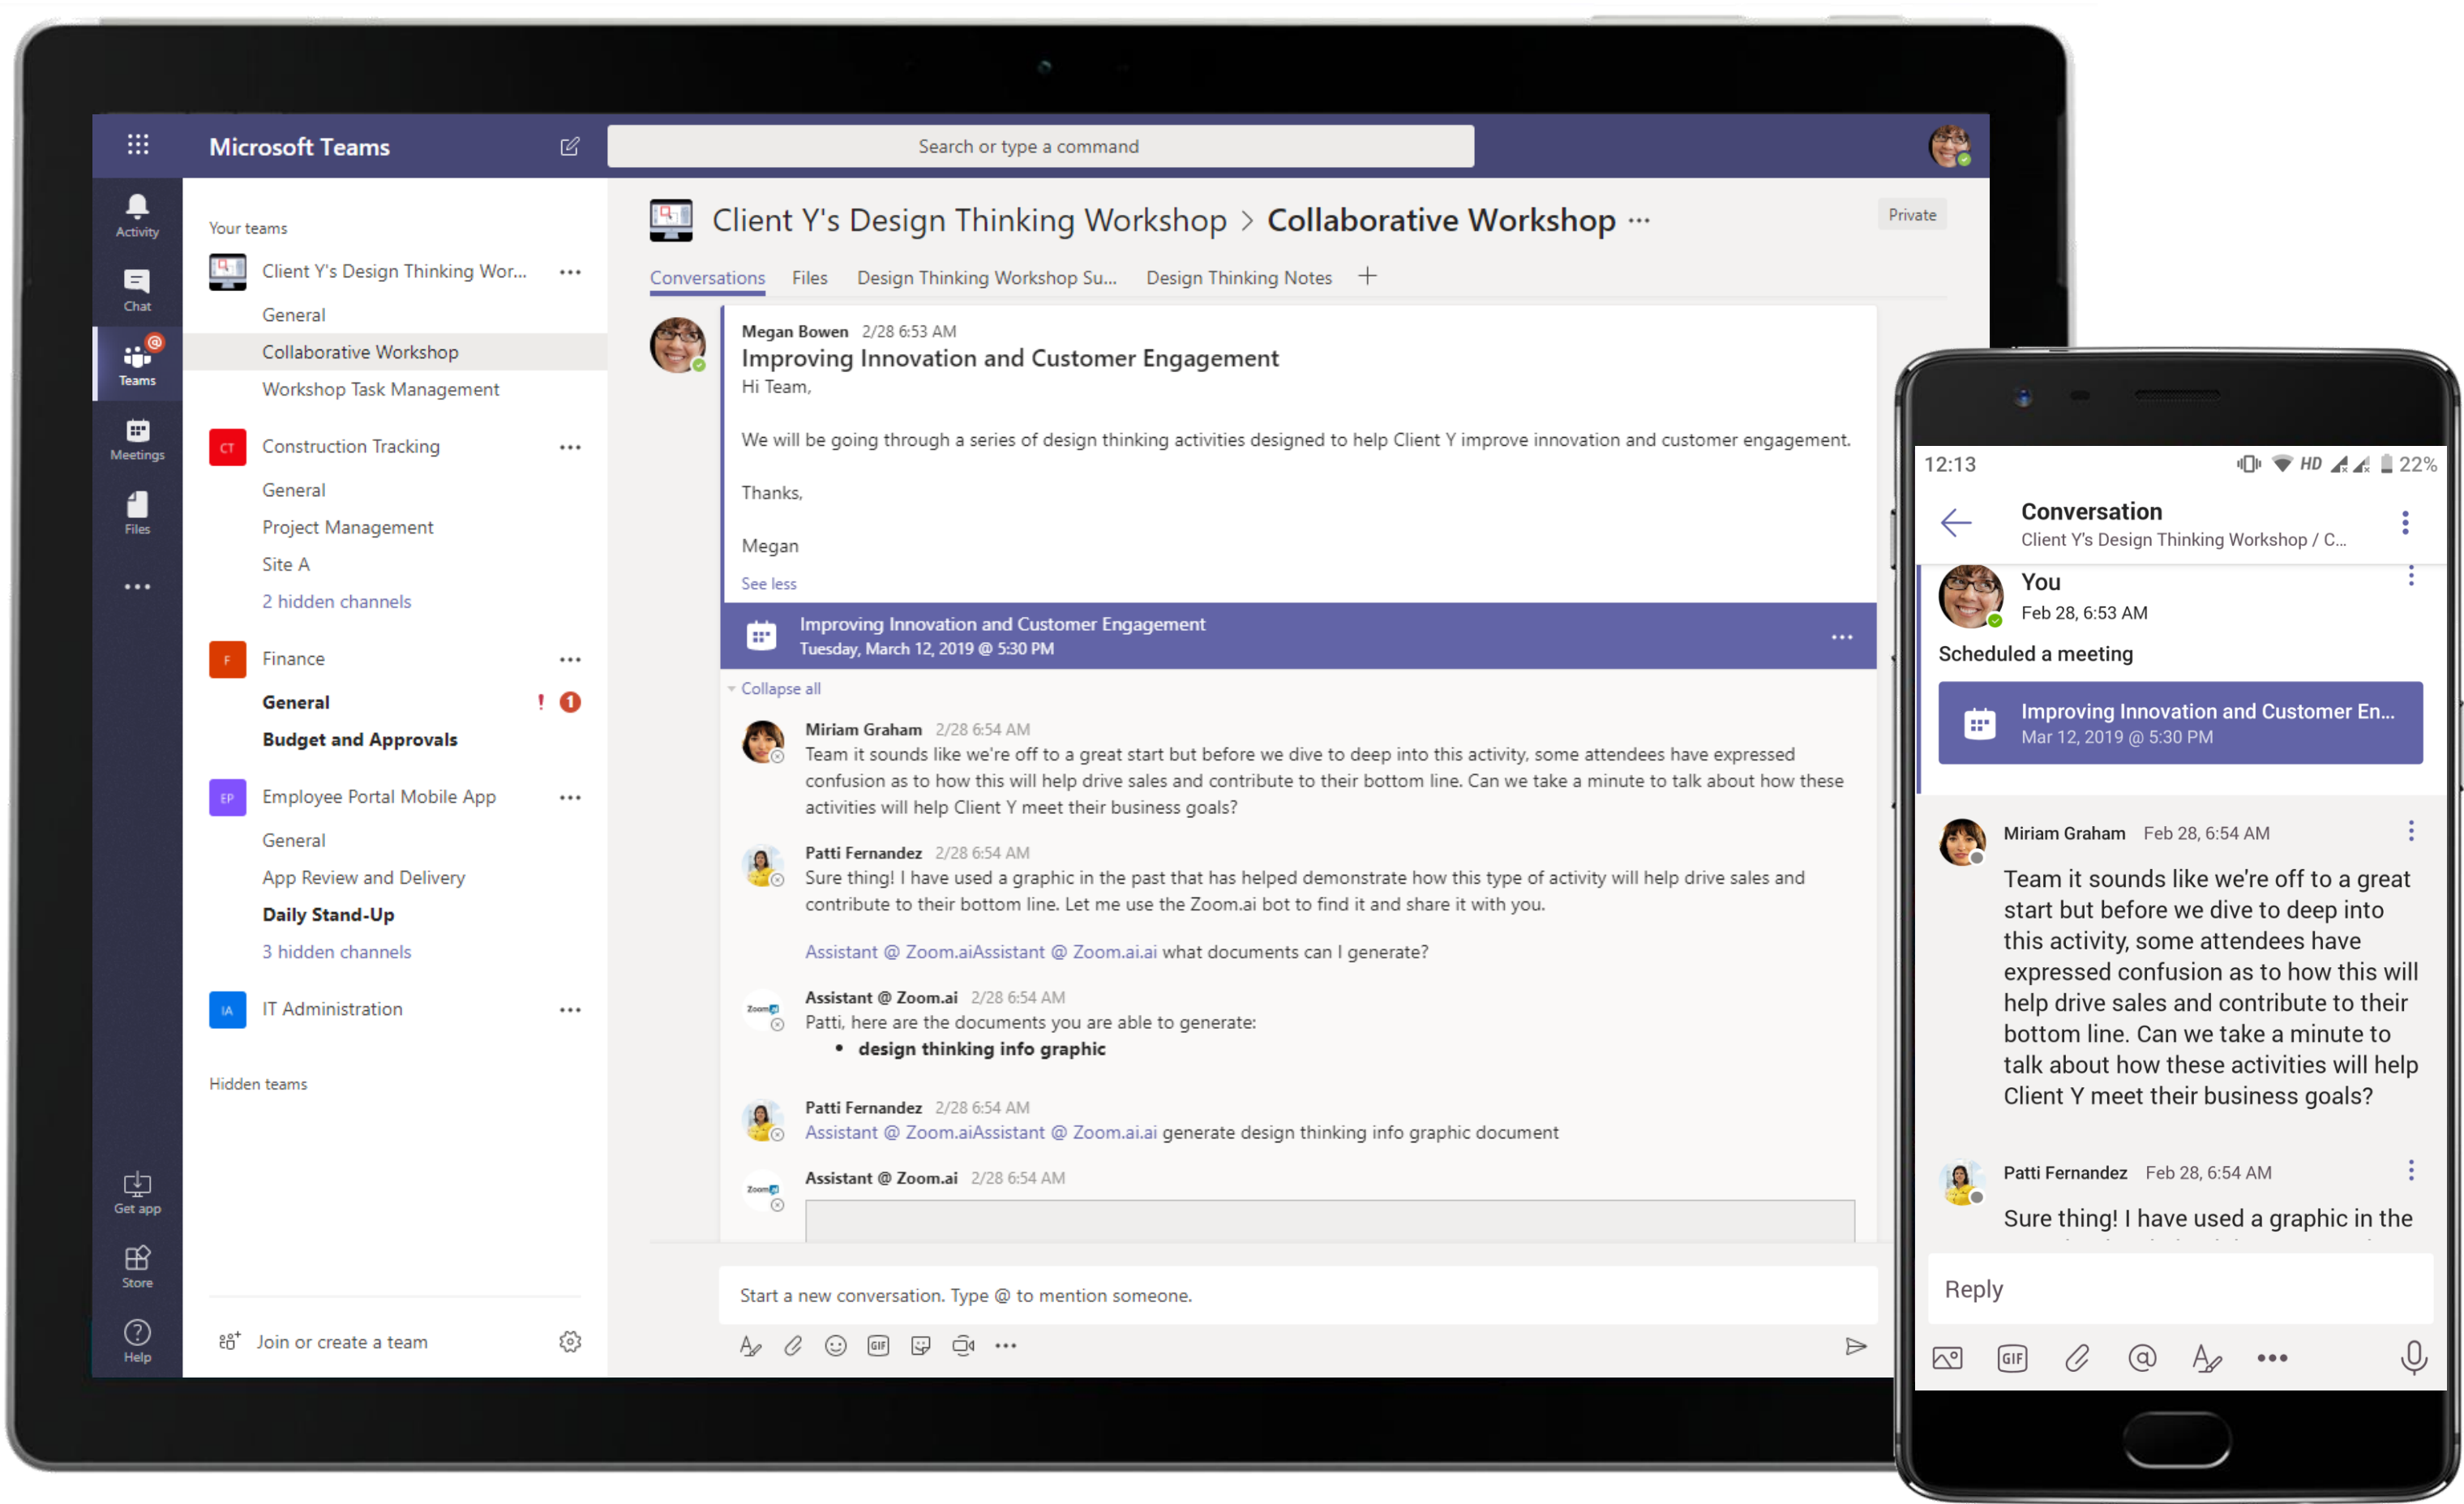 Microsoft Teams
Search or type a command
Activity
Chat
Teams
Meetings
Files
Get app
Store
Help
Your teams
Client Y's Design Thinking Wor...
General
Collaborative Workshop
Workshop Task Management
CT Construction Tracking
General
Project Management
Site A
2 hidden channels
F Finance
General ! 1
Budget and Approvals
EP Employee Portal Mobile App
General
App Review and Delivery
Daily Stand-Up
3 hidden channels
IA IT Administration
Hidden teams
Join or create a team
Client Y's Design Thinking Workshop > Collaborative Workshop ...
Private
Conversations Files Design Thinking Workshop Su... Design Thinking Notes +
Megan Bowen 2/28 6:53 AM
Improving Innovation and Customer Engagement
Hi Team,
We will be going through a series of design thinking activities designed to help Client Y improve innovation and customer engagement.
Thanks,
Megan
See less
Improving Innovation and Customer Engagement
Tuesday, March 12, 2019 @ 5:30 PM
Collapse all
Miriam Graham 2/28 6:54 AM
Team it sounds like we're off to a great start but before we dive to deep into this activity, some attendees have expressed
confusion as to how this will help drive sales and contribute to their bottom line. Can we take a minute to talk about how these
activities will help Client Y meet their business goals?
Patti Fernandez 2/28 6:54 AM
Sure thing! I have used a graphic in the past that has helped demonstrate how this type of activity will help drive sales and
contribute to their bottom line. Let me use the Zoom.ai bot to find it and share it with you.
Assistant @ Zoom.aiAssistant @ Zoom.ai.ai what documents can I generate?
Zoom.ai
Assistant @ Zoom.ai 2/28 6:54 AM
Patti, here are the documents you are able to generate:
• design thinking info graphic
Patti Fernandez 2/28 6:54 AM
Assistant @ Zoom.aiAssistant @ Zoom.ai.ai generate design thinking info graphic document
Zoom.ai
Assistant @ Zoom.ai 2/28 6:54 AM
Start a new conversation. Type @ to mention someone.
GIF
12:13 HD 22%
Conversation
Client Y's Design Thinking Workshop / C...
You
Feb 28, 6:53 AM
Scheduled a meeting
Improving Innovation and Customer En...
Mar 12, 2019 @ 5:30 PM
Miriam Graham Feb 28, 6:54 AM
Team it sounds like we're off to a great
start but before we dive to deep into
this activity, some attendees have
expressed confusion as to how this will
help drive sales and contribute to their
bottom line. Can we take a minute to
talk about how these activities will help
Client Y meet their business goals?
Patti Fernandez Feb 28, 6:54 AM
Sure thing! I have used a graphic in the
Reply
GIF